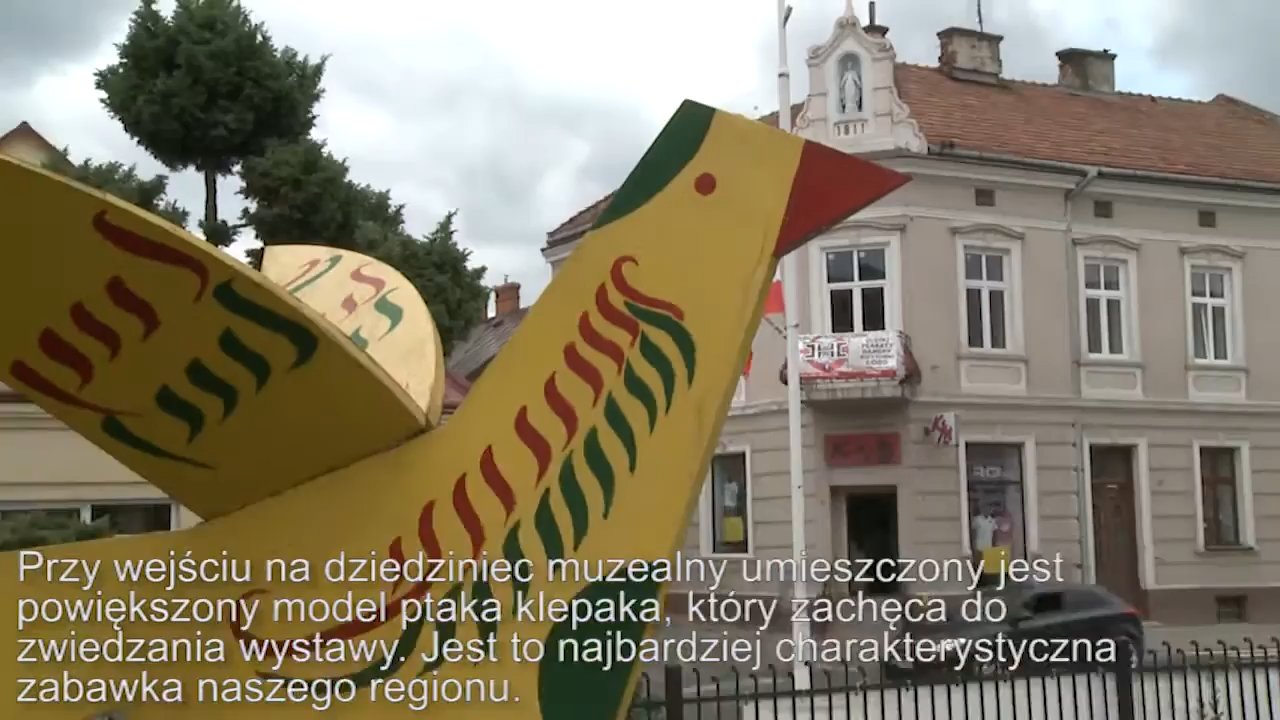 1811
Przy wejściu na dziedziniec muzealny umieszczony jest
powiększony model ptaka klepaka, który zachęca do
zwiedzania wystawy. Jest to najbardziej charakterystyczna
zabawka naszego regionu.